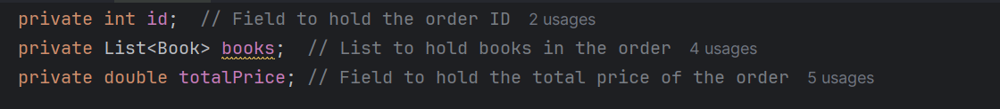 private int id;  // Field to hold the order ID  2 usages
private List<Book> books;  // List to hold books in the order  4 usages
private double totalPrice; // Field to hold the total price of the order  5 usages